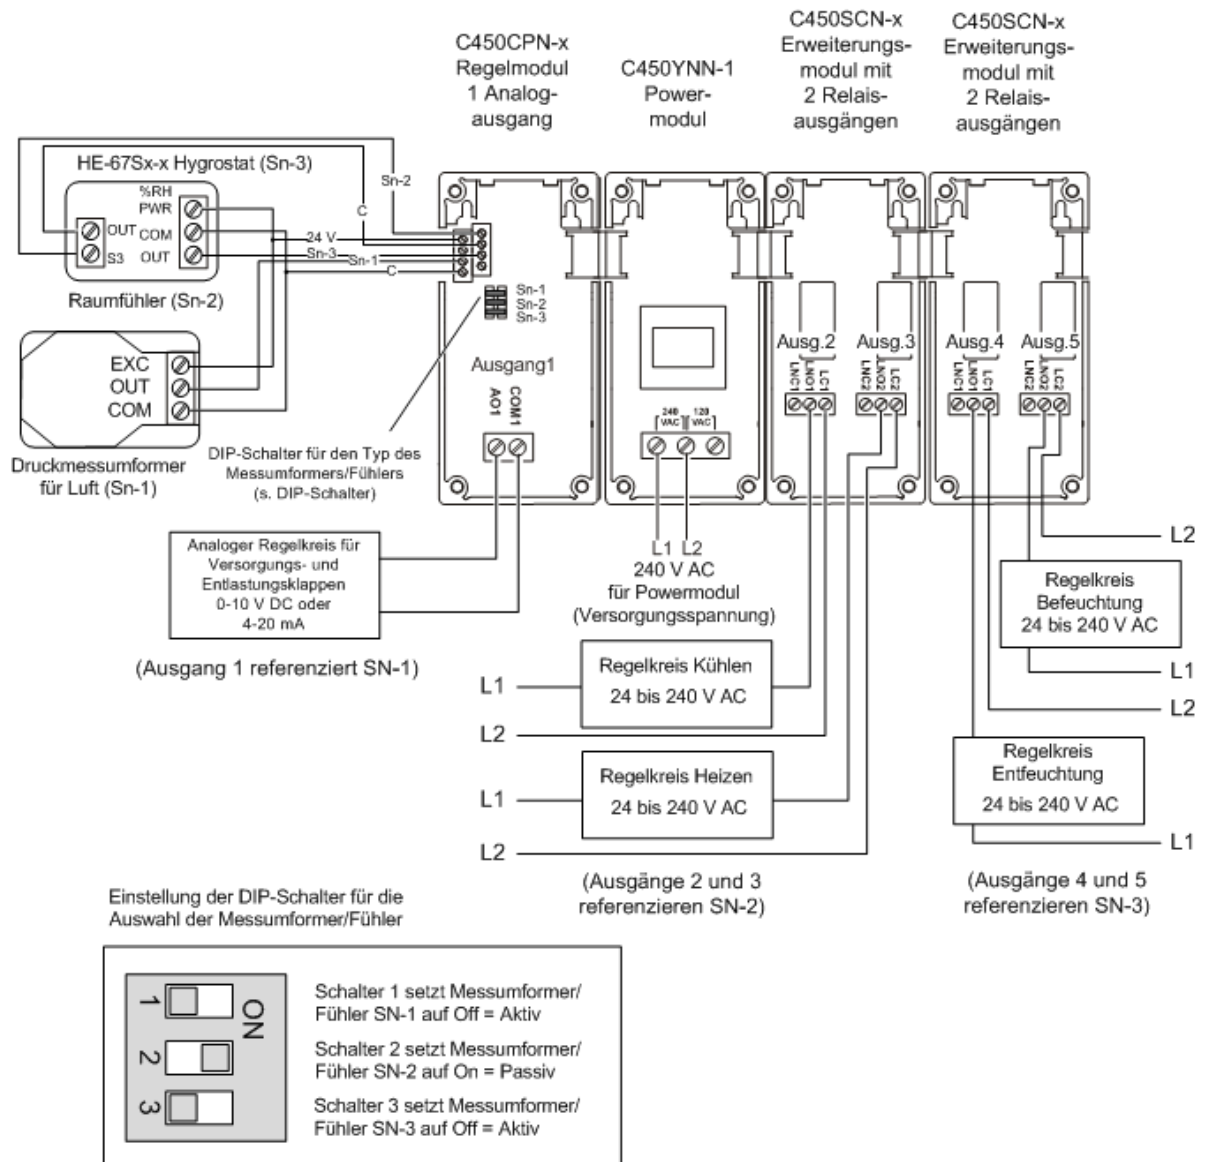 C450CPN-x
Regelmodul
1 Analog-
ausgang
C450YNN-1
Power-
modul
C450SCN-x
Erweiterungs-
modul mit
2 Relais-
ausgängen
C450SCN-x
Erweiterungs-
modul mit
2 Relais-
ausgängen
HE-67Sx-x Hygrostat (Sn-3)
%RH
PWR
OUT
COM
S3
OUT
Raumfühler (Sn-2)
Sn-2
C
24 V
Sn-3
Sn-1
C
Sn-1
Sn-2
Sn-3
EXC
OUT
COM
Druckmessumformer
für Luft (Sn-1)
DIP-Schalter für den Typ des
Messumformers/Fühlers
(s. DIP-Schalter)
Ausgang1
AO1
COM1
240
VAC
120
VAC
Ausg.2
LNC1
LNO1
LC1
Ausg.3
LNC2
LNO2
LC2
Ausg.4
LNC1
LNO1
LC1
Ausg.5
LNC2
LNO2
LC2
Analoger Regelkreis für
Versorgungs- und
Entlastungsklappen
0-10 V DC oder
4-20 mA
(Ausgang 1 referenziert SN-1)
L1 L2
240 V AC
für Powermodul
(Versorgungsspannung)
L1
Regelkreis Kühlen
24 bis 240 V AC
L2
L1
Regelkreis Heizen
24 bis 240 V AC
L2
(Ausgänge 2 und 3
referenzieren SN-2)
L2
Regelkreis
Befeuchtung
24 bis 240 V AC
L1
L2
Regelkreis
Entfeuchtung
24 bis 240 V AC
L1
(Ausgänge 4 und 5
referenzieren SN-3)
Einstellung der DIP-Schalter für die
Auswahl der Messumformer/Fühler
1
2
3
ON
Schalter 1 setzt Messumformer/
Fühler SN-1 auf Off = Aktiv
Schalter 2 setzt Messumformer/
Fühler SN-2 auf On = Passiv
Schalter 3 setzt Messumformer/
Fühler SN-3 auf Off = Aktiv